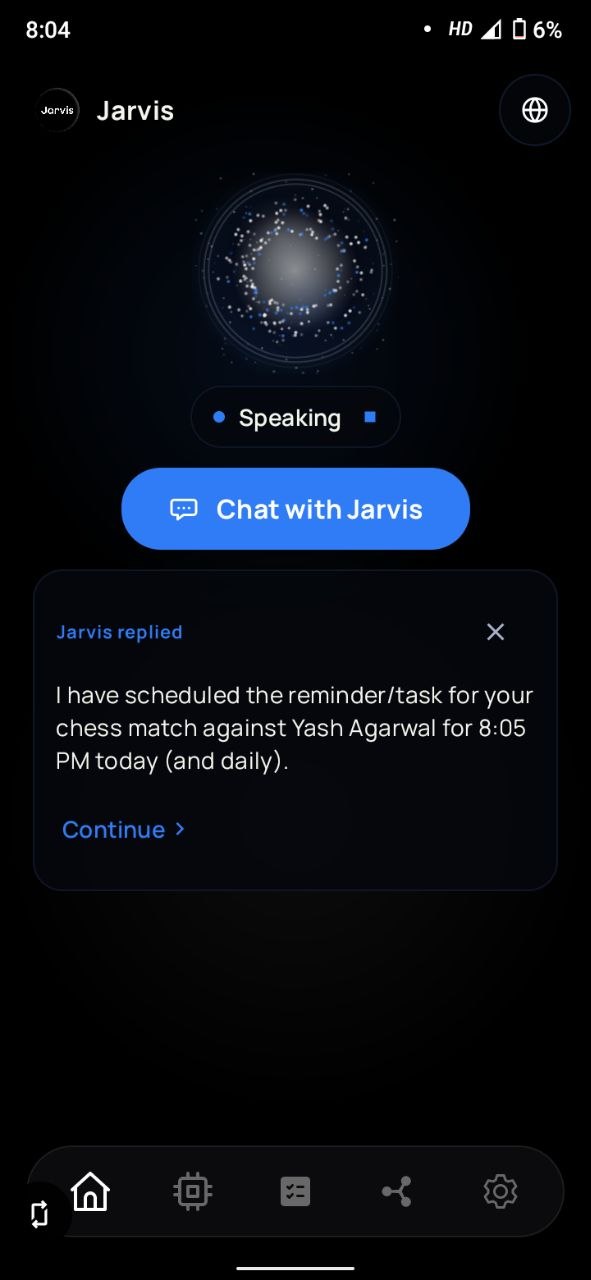 8:04
HD
6%
Jarvis
Jarvis
Speaking
Chat with Jarvis
Jarvis replied
I have scheduled the reminder/task for your
chess match against Yash Agarwal for 8:05
PM today (and daily).
Continue